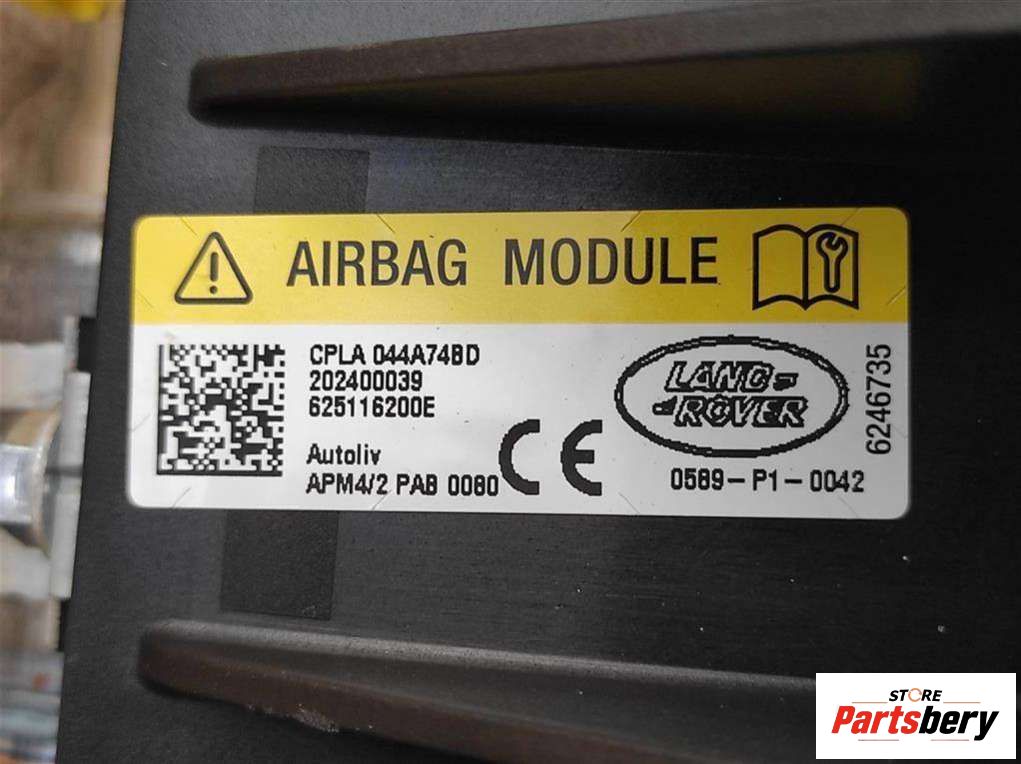 AIRBAG MODULE
CPLA 044A74BD
202400039
625116200E
Autoliv
APM4/2 PAB 0080
CE
LAND
ROVER
0589-P1-0042
6246735
STORE
Partsbery